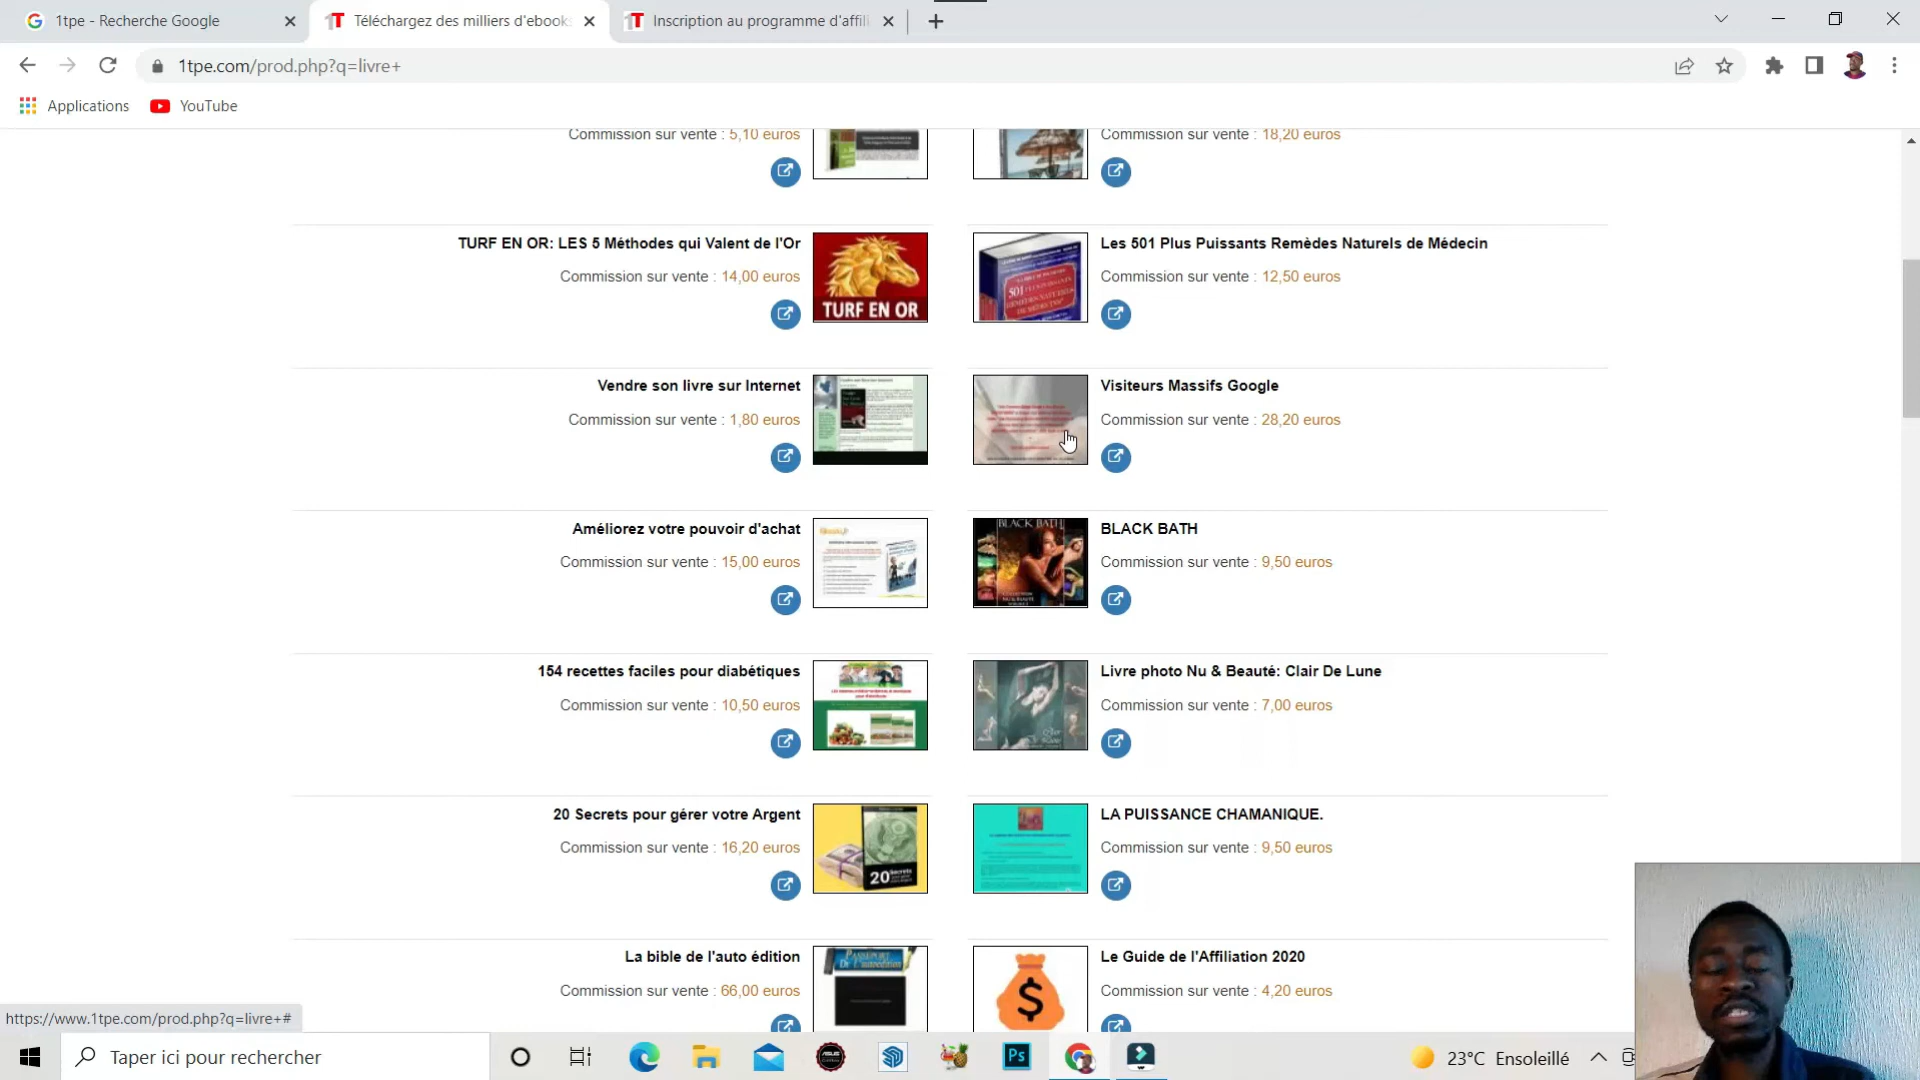 1tpe - Recherche Google
Téléchargez des milliers d'ebook
Inscription au programme d'affili
1tpe.com/prod.php?q=livre+
Applications
YouTube
Commission sur vente : 5,10 euros
Commission sur vente : 18,20 euros
TURF EN OR: LES 5 Méthodes qui Valent de l'Or
Commission sur vente : 14,00 euros
TURF EN OR
Les 501 Plus Puissants Remèdes Naturels de Médecin
Commission sur vente : 12,50 euros
Vendre son livre sur Internet
Commission sur vente : 1,80 euros
Visiteurs Massifs Google
Commission sur vente : 28,20 euros
Améliorez votre pouvoir d'achat
Commission sur vente : 15,00 euros
BLACK BATH
BLACK BATH
Commission sur vente : 9,50 euros
154 recettes faciles pour diabétiques
Commission sur vente : 10,50 euros
Livre photo Nu & Beauté: Clair De Lune
Commission sur vente : 7,00 euros
20 Secrets pour gérer votre Argent
Commission sur vente : 16,20 euros
20 Secrets
LA PUISSANCE CHAMANIQUE.
Commission sur vente : 9,50 euros
La bible de l'auto édition
Commission sur vente : 66,00 euros
Le Guide de l'Affiliation 2020
Commission sur vente : 4,20 euros
https://www.1tpe.com/prod.php?q=livre+#
Taper ici pour rechercher
Ps
23°C Ensoleillé